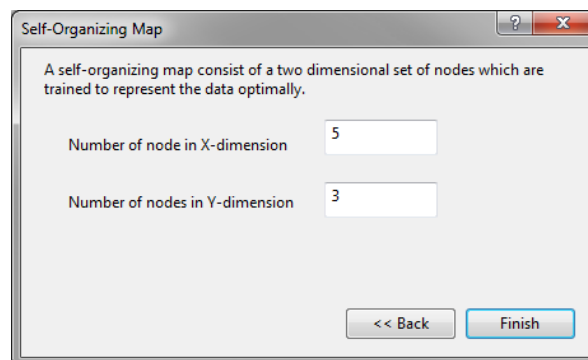 Self-Organizing Map
?
A self-organizing map consist of a two dimensional set of nodes which are
trained to represent the data optimally.
Number of node in X-dimension 5
Number of nodes in Y-dimension 3
<< Back Finish